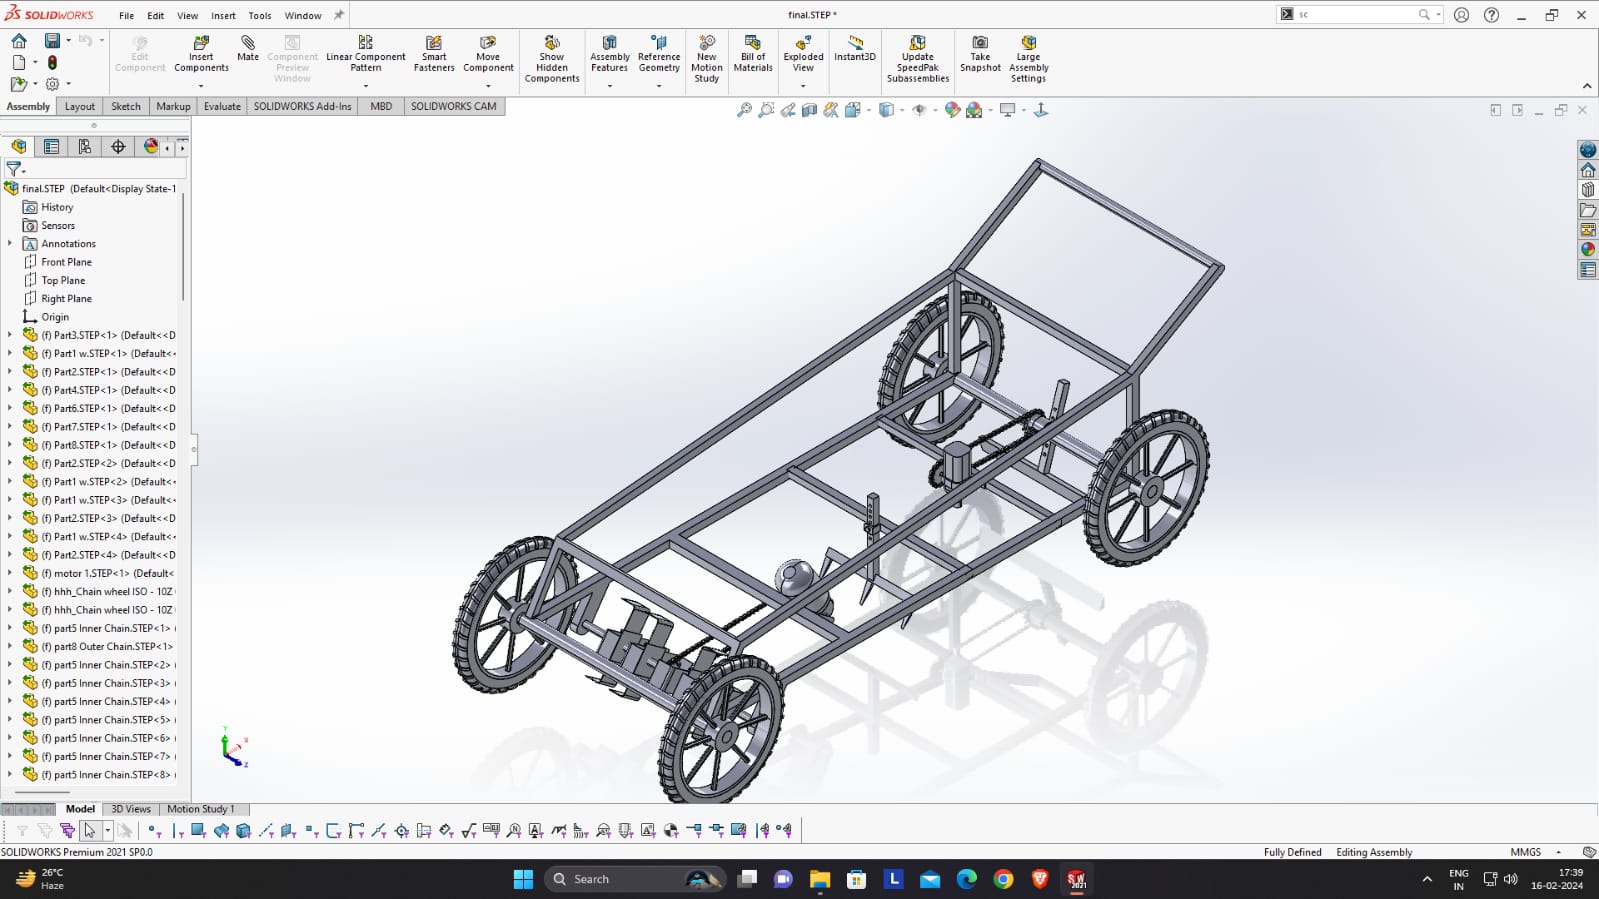 SOLIDWORKS
File Edit View Insert Tools Window
final.STEP *
sc
Edit Component
Insert Components
Mate
Component Preview Window
Linear Component Pattern
Smart Fasteners
Move Component
Show Hidden Components
Assembly Features
Reference Geometry
New Motion Study
Bill of Materials
Exploded View
Instant3D
Update SpeedPak Subassemblies
Take Snapshot
Large Assembly Settings
Assembly Layout Sketch Markup Evaluate SOLIDWORKS Add-Ins MBD SOLIDWORKS CAM
final.STEP (Default<Display State-1
History
Sensors
Annotations
Front Plane
Top Plane
Right Plane
Origin
(f) Part3.STEP<1> (Default<<D
(f) Part1 w.STEP<1> (Default<<
(f) Part2.STEP<1> (Default<<D
(f) Part4.STEP<1> (Default<<D
(f) Part6.STEP<1> (Default<<D
(f) Part7.STEP<1> (Default<<D
(f) Part8.STEP<1> (Default<<D
(f) Part2.STEP<2> (Default<<D
(f) Part1 w.STEP<2> (Default<<
(f) Part1 w.STEP<3> (Default<<
(f) Part2.STEP<3> (Default<<D
(f) Part1 w.STEP<4> (Default<<
(f) Part2.STEP<4> (Default<<D
(f) motor 1.STEP<1> (Default<
(f) hhh_Chain wheel ISO - 10Z
(f) hhh_Chain wheel ISO - 10Z
(f) part5 Inner Chain.STEP<1> (
(f) part8 Outer Chain.STEP<1>
(f) part5 Inner Chain.STEP<2> (
(f) part5 Inner Chain.STEP<3> (
(f) part5 Inner Chain.STEP<4> (
(f) part5 Inner Chain.STEP<5> (
(f) part5 Inner Chain.STEP<6> (
(f) part5 Inner Chain.STEP<7> (
(f) part5 Inner Chain.STEP<8> (
Y
X
Z
Model 3D Views Motion Study 1
SOLIDWORKS Premium 2021 SP0.0
Fully Defined Editing Assembly MMGS
26°C
Haze
Search
ENG
IN
17:39
16-02-2024